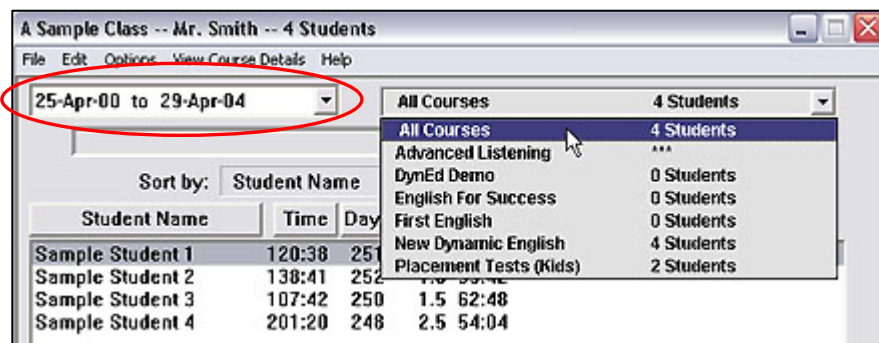 A Sample Class -- Mr. Smith -- 4 Students
File Edit Options View Course Details Help
25-Apr-00 to 29-Apr-04
All Courses 4 Students
All Courses 4 Students
Advanced Listening ***
DynEd Demo 0 Students
English For Success 0 Students
First English 0 Students
New Dynamic English 4 Students
Placement Tests (Kids) 2 Students
Sort by: Student Name
Student Name Time Day
Sample Student 1 120:38 251
Sample Student 2 138:41 252
Sample Student 3 107:42 250 1.5 62:48
Sample Student 4 201:20 248 2.5 54:04